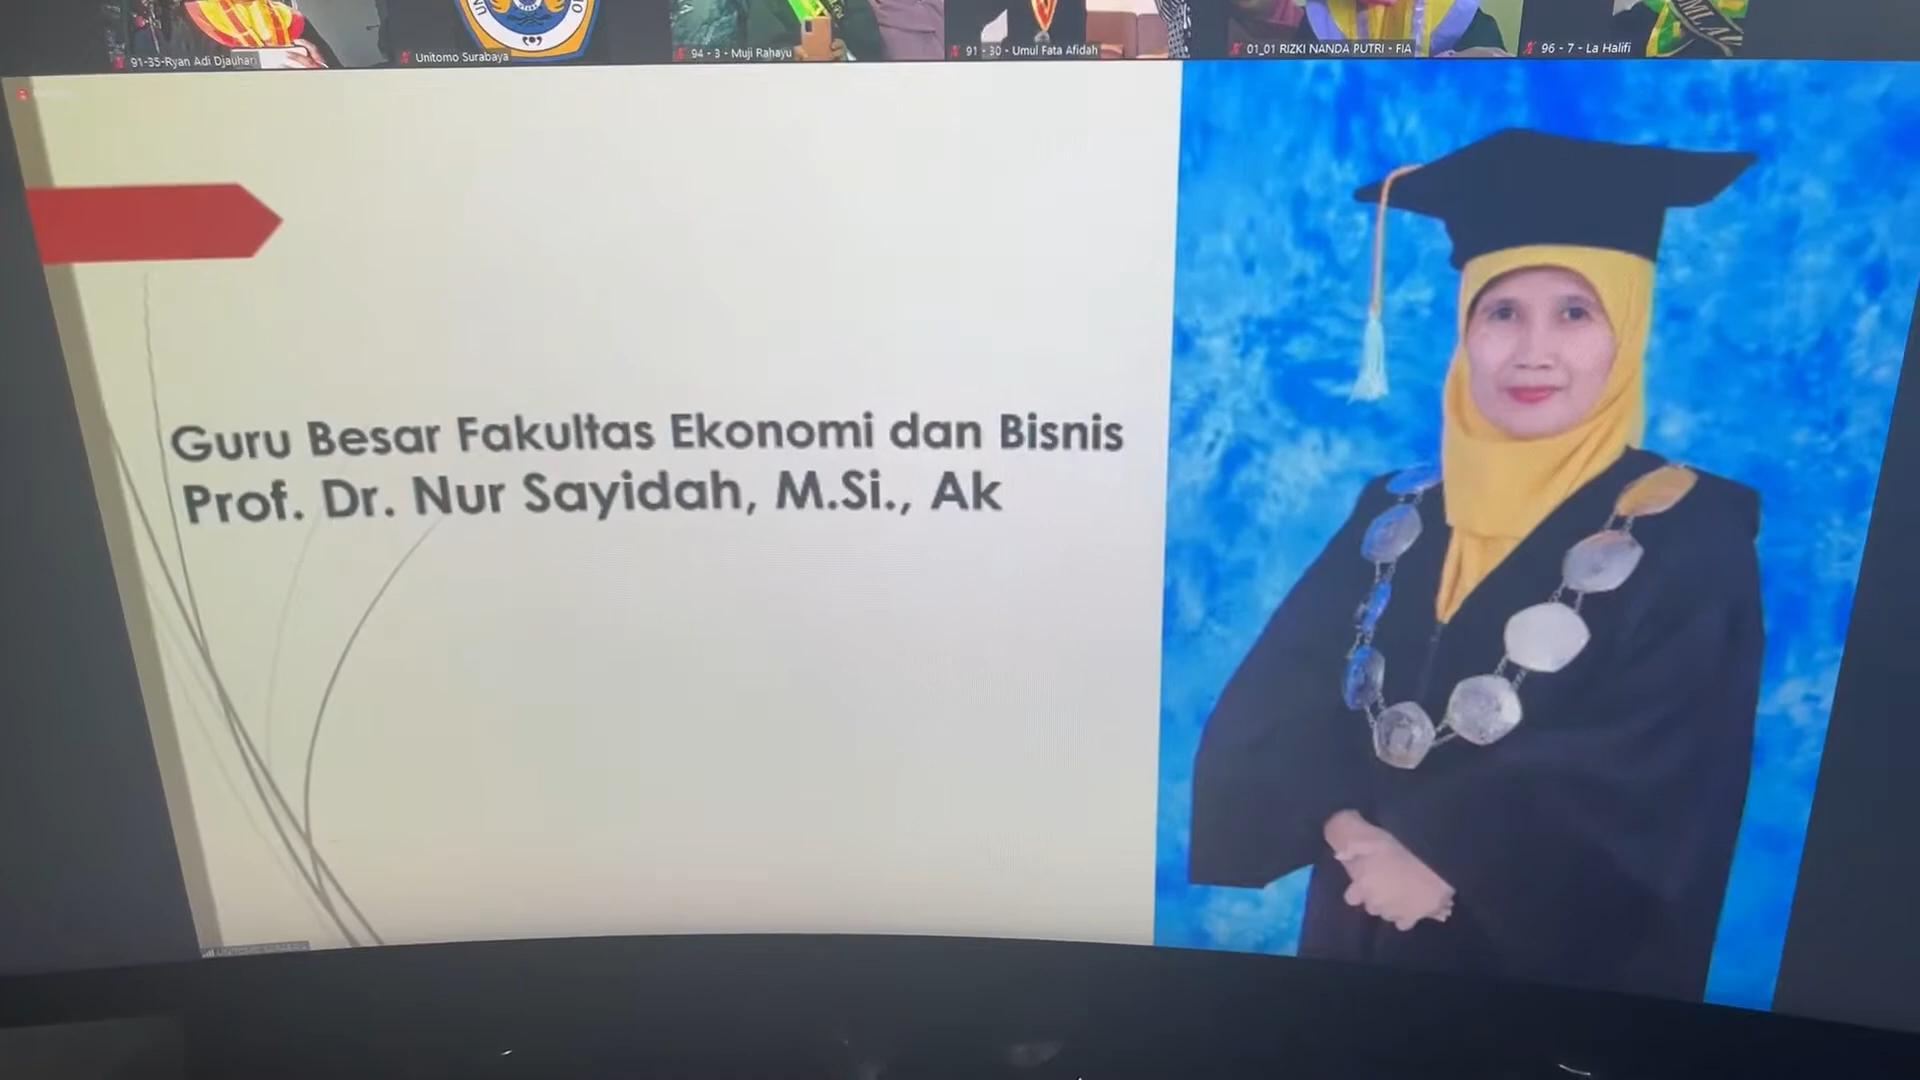 91-35-Ryan Adi Djauhari
Unitomo Surabaya
94 - 3 - Muji Rahayu
91 - 30 - Umul Fata Afidah
01_01 RIZKI NANDA PUTRI - FIA
96 - 7 - La Halifi
Guru Besar Fakultas Ekonomi dan Bisnis
Prof. Dr. Nur Sayidah, M.Si., Ak